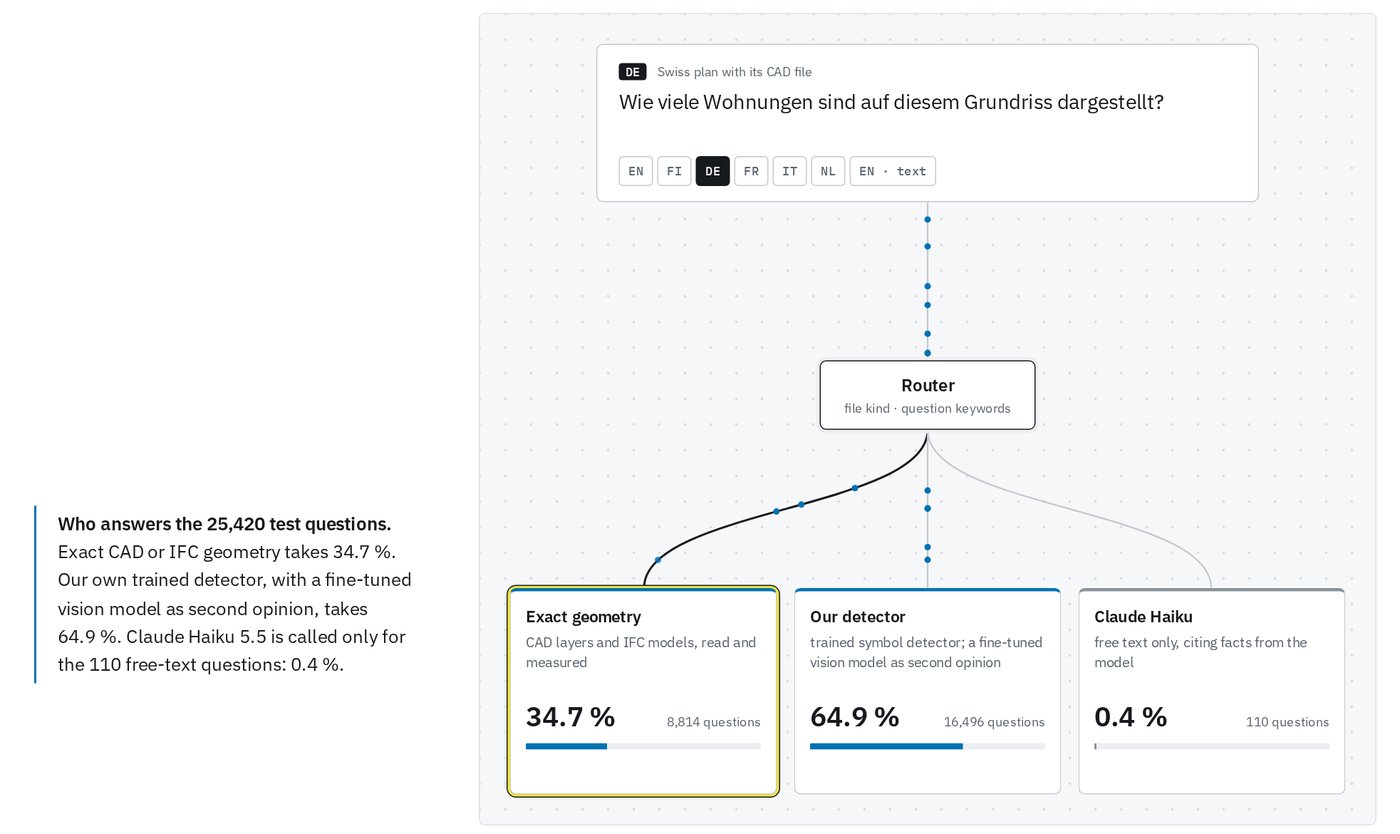 Who answers the 25,420 test questions.
Exact CAD or IFC geometry takes 34.7 %.
Our own trained detector, with a fine-tuned
vision model as second opinion, takes
64.9 %. Claude Haiku 5.5 is called only for
the 110 free-text questions: 0.4 %.
DE Swiss plan with its CAD file
Wie viele Wohnungen sind auf diesem Grundriss dargestellt?
EN FI DE FR IT NL EN · text
Router
file kind · question keywords
Exact geometry
CAD layers and IFC models, read and
measured
34.7 % 8,814 questions
Our detector
trained symbol detector; a fine-tuned
vision model as second opinion
64.9 % 16,496 questions
Claude Haiku
free text only, citing facts from the
model
0.4 % 110 questions